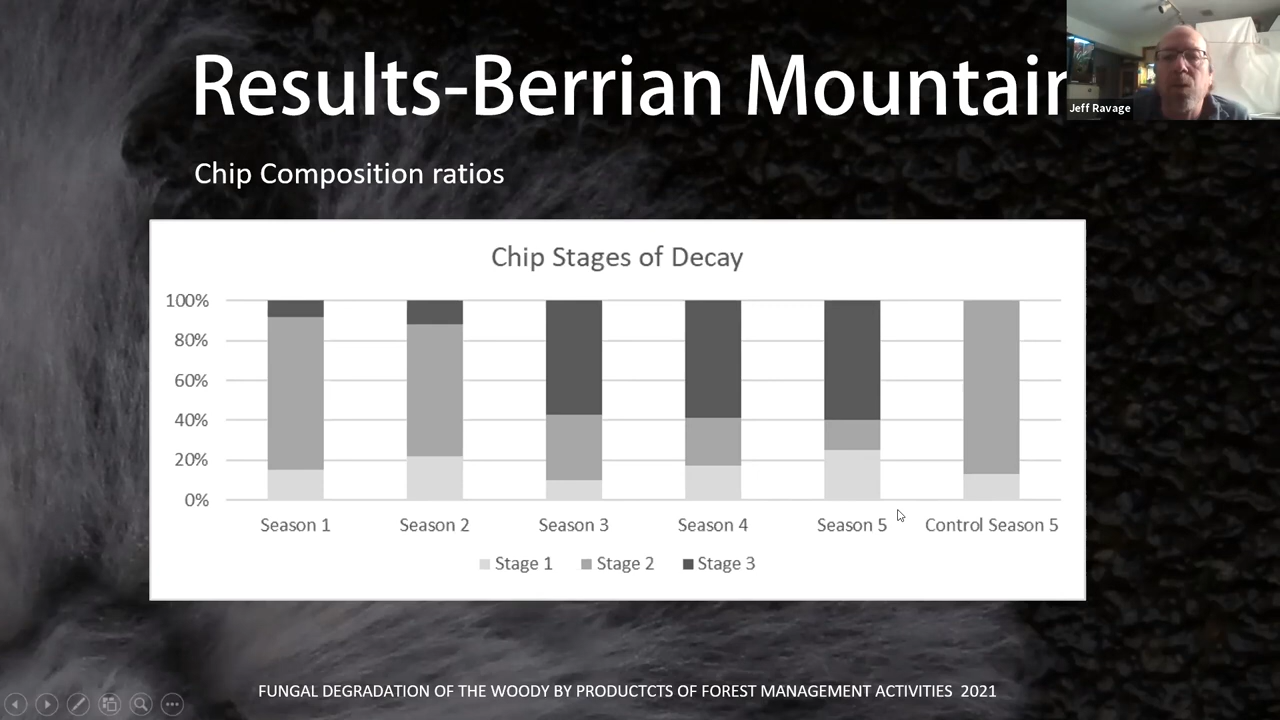 Results-Berrian Mountain
Jeff Ravage
Chip Composition ratios
Chip Stages of Decay
100%
80%
60%
40%
20%
0%
Season 1 Season 2 Season 3 Season 4 Season 5 Control Season 5
Stage 1 Stage 2 Stage 3
FUNGAL DEGRADATION OF THE WOODY BY PRODUCTCTS OF FOREST MANAGEMENT ACTIVITIES 2021